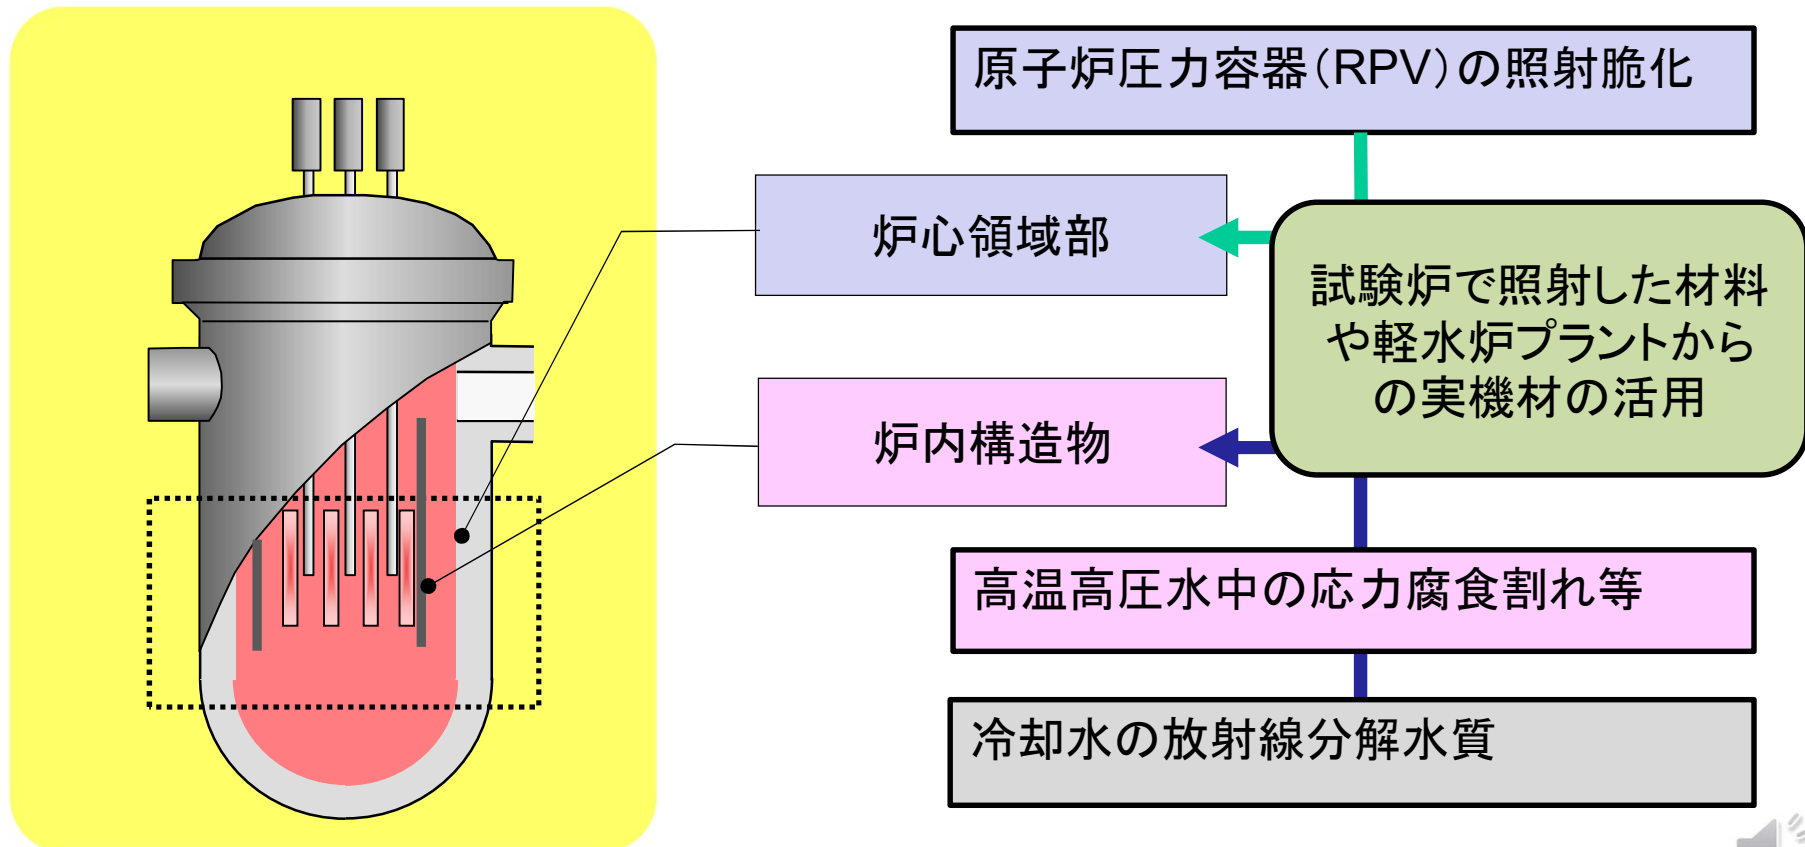 原子炉圧力容器(RPV)の照射脆化
炉心領域部
試験炉で照射した材料
や軽水炉プラントから
の実機材の活用
炉内構造物
高温高圧水中の応力腐食割れ等
冷却水の放射線分解水質